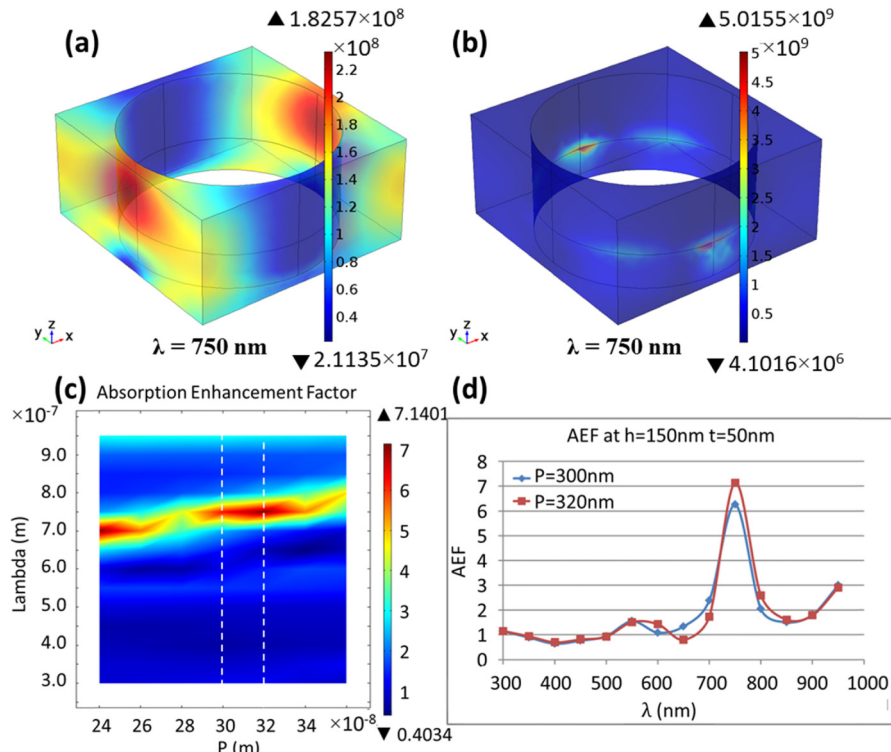 (a)
▲ 1.8257×10⁸
×10⁸
2.2
2
1.8
1.6
1.4
1.2
1
0.8
0.6
0.4
y z x
λ = 750 nm
▼ 2.1135×10⁷
(b)
▲ 5.0155×10⁹
5 ×10⁹
4.5
4
3.5
3
2.5
2
1.5
1
0.5
y z x
λ = 750 nm
▼ 4.1016×10⁶
(c) Absorption Enhancement Factor
×10⁻⁷
▲ 7.1401
Lambda (m)
8.0
7.0
6.0
5.0
4.0
3.0
24 26 28 30 32 34 36 ×10⁻⁸
P (m)
7
6
5
4
3
2
1
▼ 0.4034
(d)
AEF at h=150nm t=50nm
P=300nm
P=320nm
AEF
8
7
6
5
4
3
2
1
0
300 400 500 600 700 800 900 1000
λ (nm)